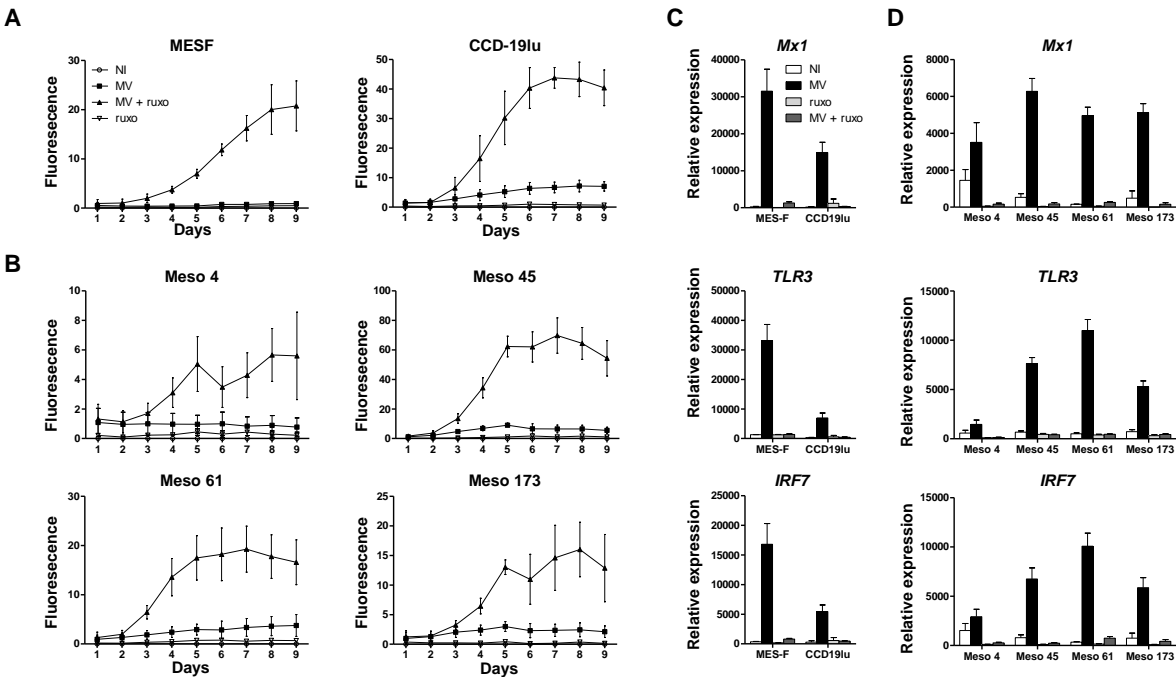 A
MESF
Fluoresecence
30
20
10
0
NI
MV
MV + ruxo
ruxo
1 2 3 4 5 6 7 8 9
Days
CCD-19lu
Fluoresecence
60
50
40
30
20
10
0
1 2 3 4 5 6 7 8 9
Days
B
Meso 4
Fluoresecence
10
8
6
4
2
0
1 2 3 4 5 6 7 8 9
Meso 45
Fluoresecence
100
80
60
40
20
0
1 2 3 4 5 6 7 8 9
Meso 61
Fluoresecence
30
20
10
0
1 2 3 4 5 6 7 8 9
Days
Meso 173
Fluoresecence
25
20
15
10
5
0
1 2 3 4 5 6 7 8 9
Days
C
Mx1
Relative expression
40000
30000
20000
10000
0
NI
MV
ruxo
MV + ruxo
MES-F CCD19lu
TLR3
Relative expression
50000
40000
30000
20000
10000
0
MES-F CCD19lu
IRF7
Relative expression
25000
20000
15000
10000
5000
0
MES-F CCD19lu
D
Mx1
Relative expression
8000
6000
4000
2000
0
Meso 4 Meso 45 Meso 61 Meso 173
TLR3
Relative expression
15000
10000
5000
0
Meso 4 Meso 45 Meso 61 Meso 173
IRF7
Relative expression
15000
10000
5000
0
Meso 4 Meso 45 Meso 61 Meso 173